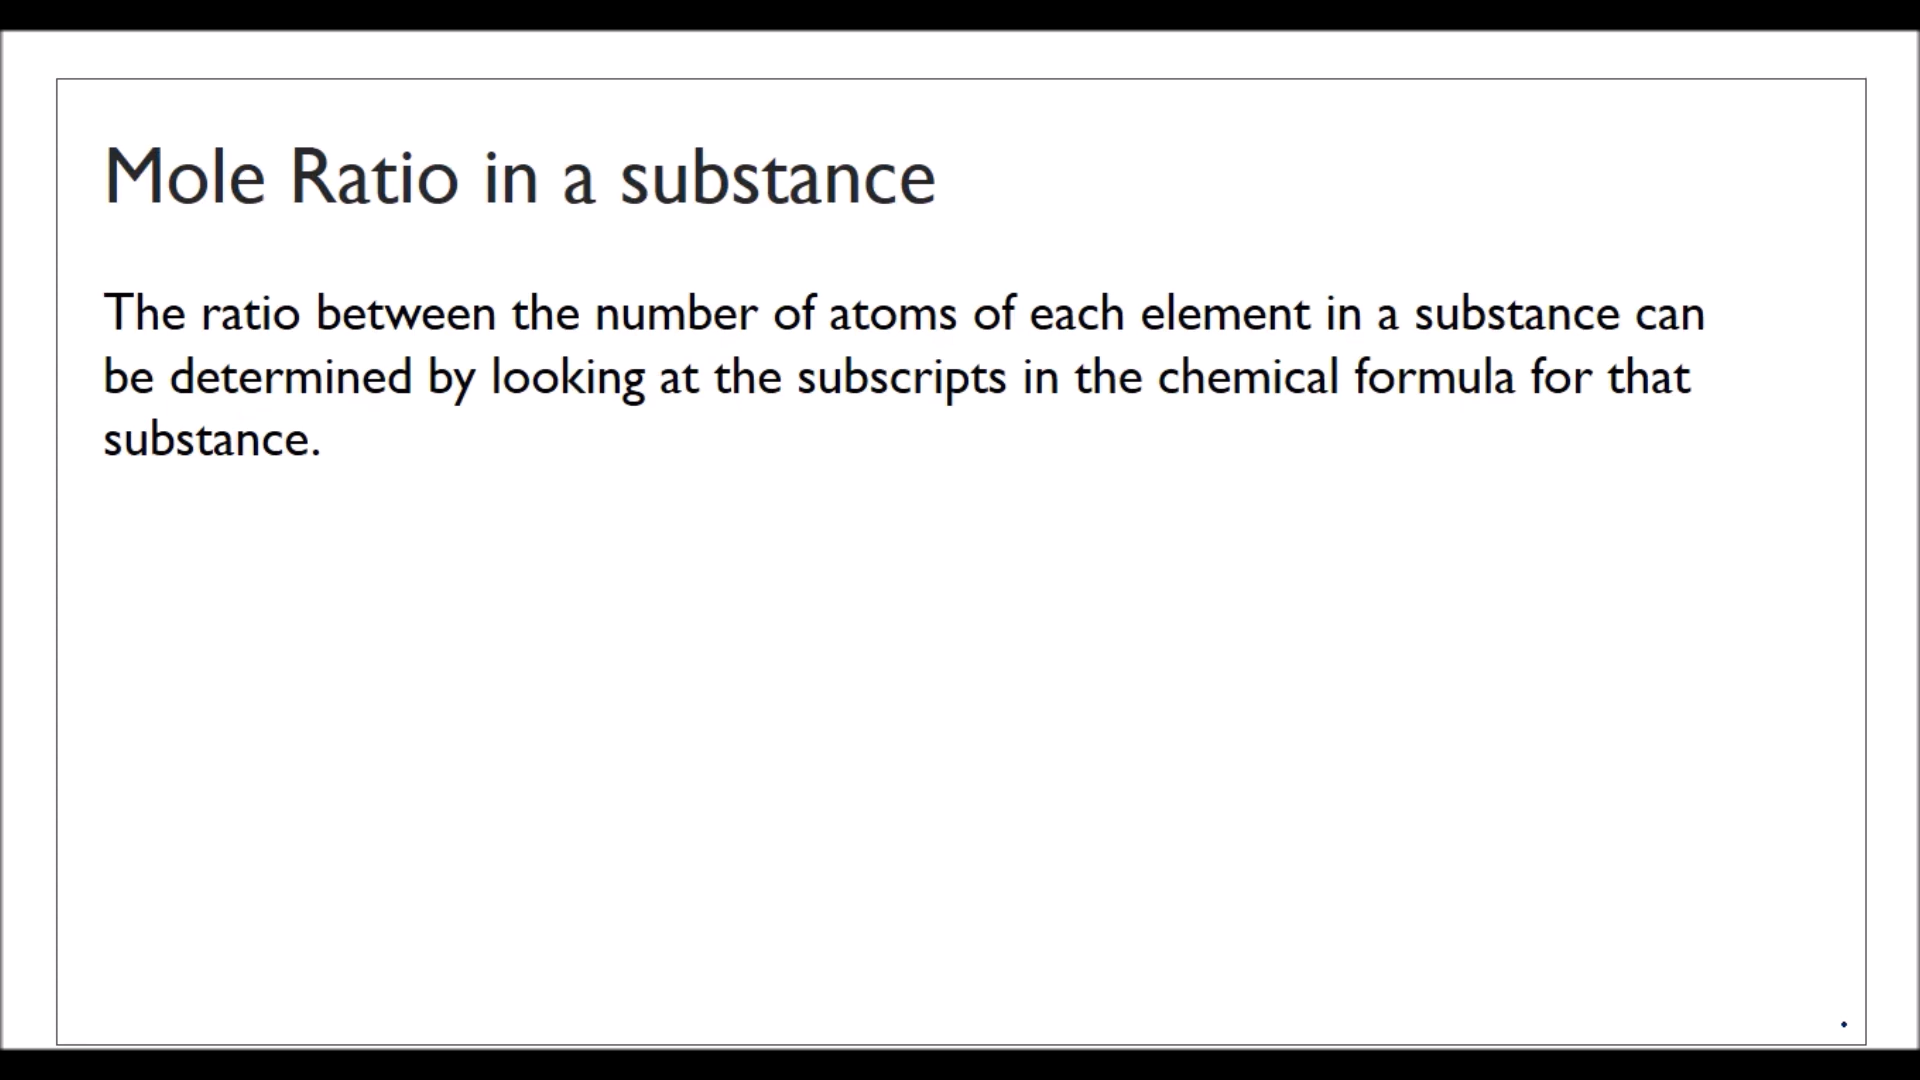 Mole Ratio in a substance
The ratio between the number of atoms of each element in a substance can
be determined by looking at the subscripts in the chemical formula for that
substance.